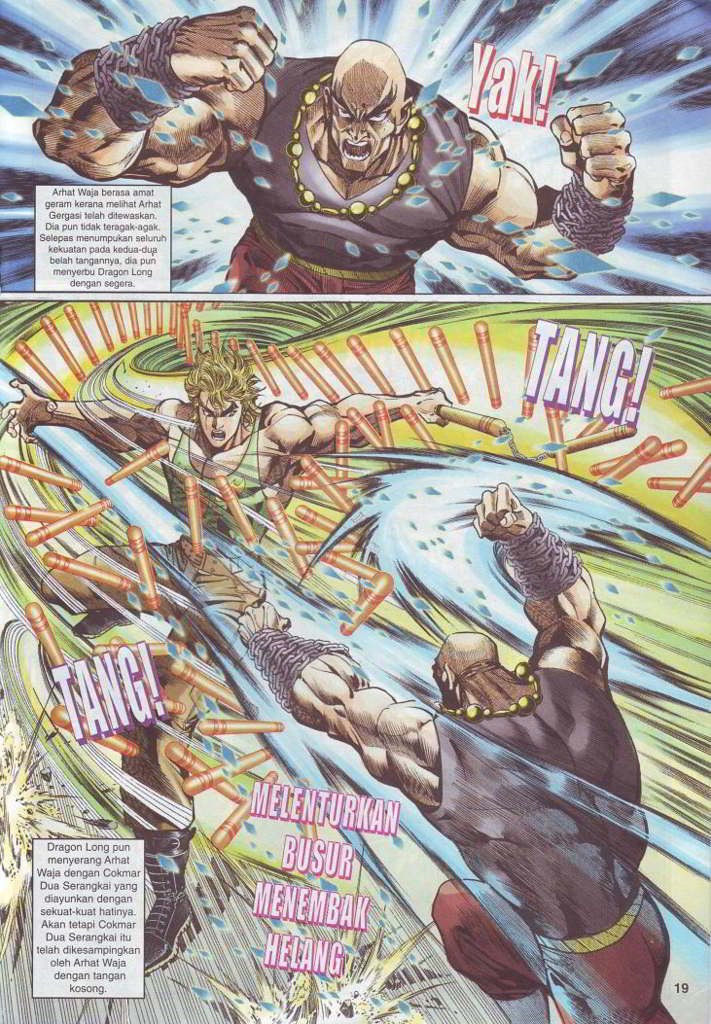 Yak!
Arhat Waja berasa amat
geram kerana melihat Arhat
Gergasi telah ditewaskan.
Dia pun tidak teragak-agak.
Selepas menumpukan seluruh
kekuatan pada kedua-dua
belah tangannya, dia pun
menyerbu Dragon Long
dengan segera.
TANG!
TANG!
MELENTURKAN
BUSUR
MENEMBAK
HELANG
Dragon Long pun
menyerang Arhat
Waja dengan Cokmar
Dua Serangkai yang
diayunkan dengan
sekuat-kuat hatinya.
Akan tetapi Cokmar
Dua Serangkai itu
telah dikesampingkan
oleh Arhat Waja
dengan tangan
kosong.
19